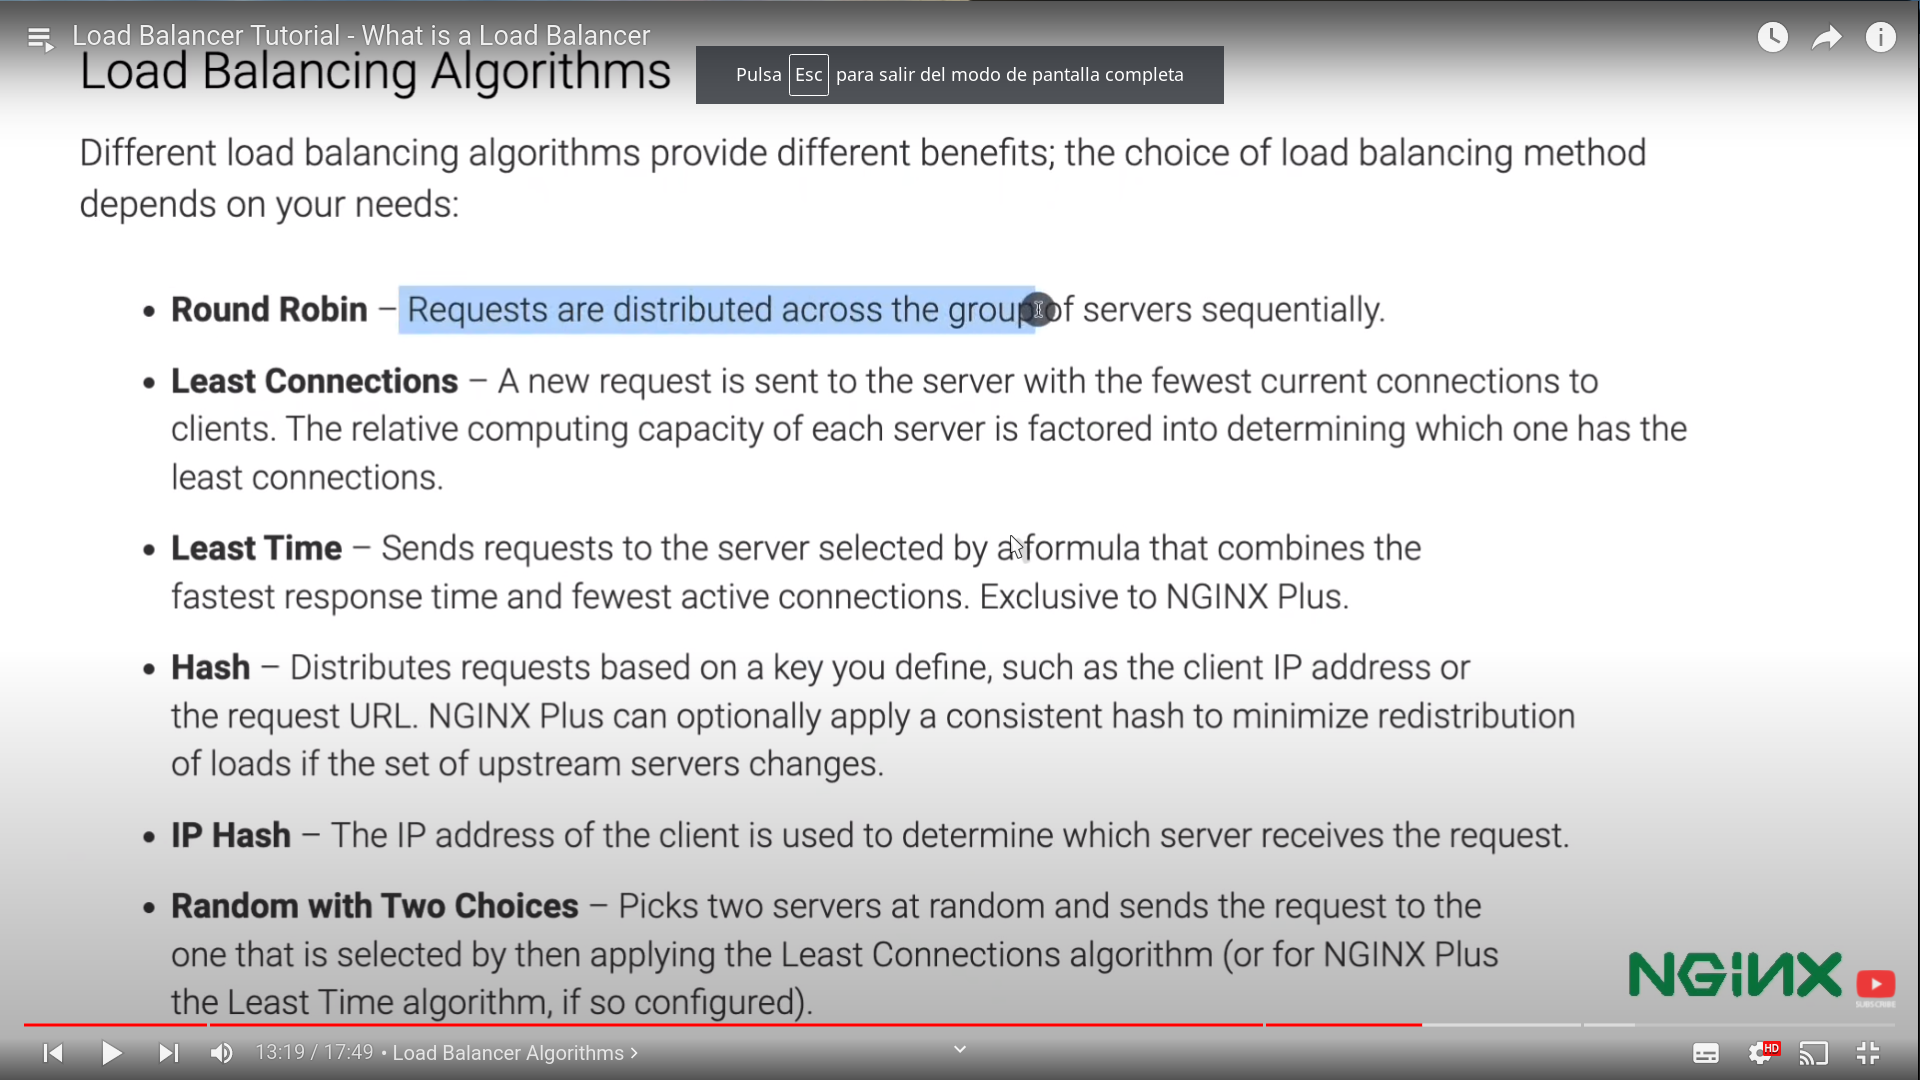 Load Balancer Tutorial - What is a Load Balancer
Load Balancing Algorithms
Pulsa Esc para salir del modo de pantalla completa
Different load balancing algorithms provide different benefits; the choice of load balancing method
depends on your needs:
• Round Robin – Requests are distributed across the group of servers sequentially.
• Least Connections – A new request is sent to the server with the fewest current connections to
clients. The relative computing capacity of each server is factored into determining which one has the
least connections.
• Least Time – Sends requests to the server selected by a formula that combines the
fastest response time and fewest active connections. Exclusive to NGINX Plus.
• Hash – Distributes requests based on a key you define, such as the client IP address or
the request URL. NGINX Plus can optionally apply a consistent hash to minimize redistribution
of loads if the set of upstream servers changes.
• IP Hash – The IP address of the client is used to determine which server receives the request.
• Random with Two Choices – Picks two servers at random and sends the request to the
one that is selected by then applying the Least Connections algorithm (or for NGINX Plus
the Least Time algorithm, if so configured).
NGINX
SUBSCRIBE
13:19 / 17:49 • Load Balancer Algorithms >
HD